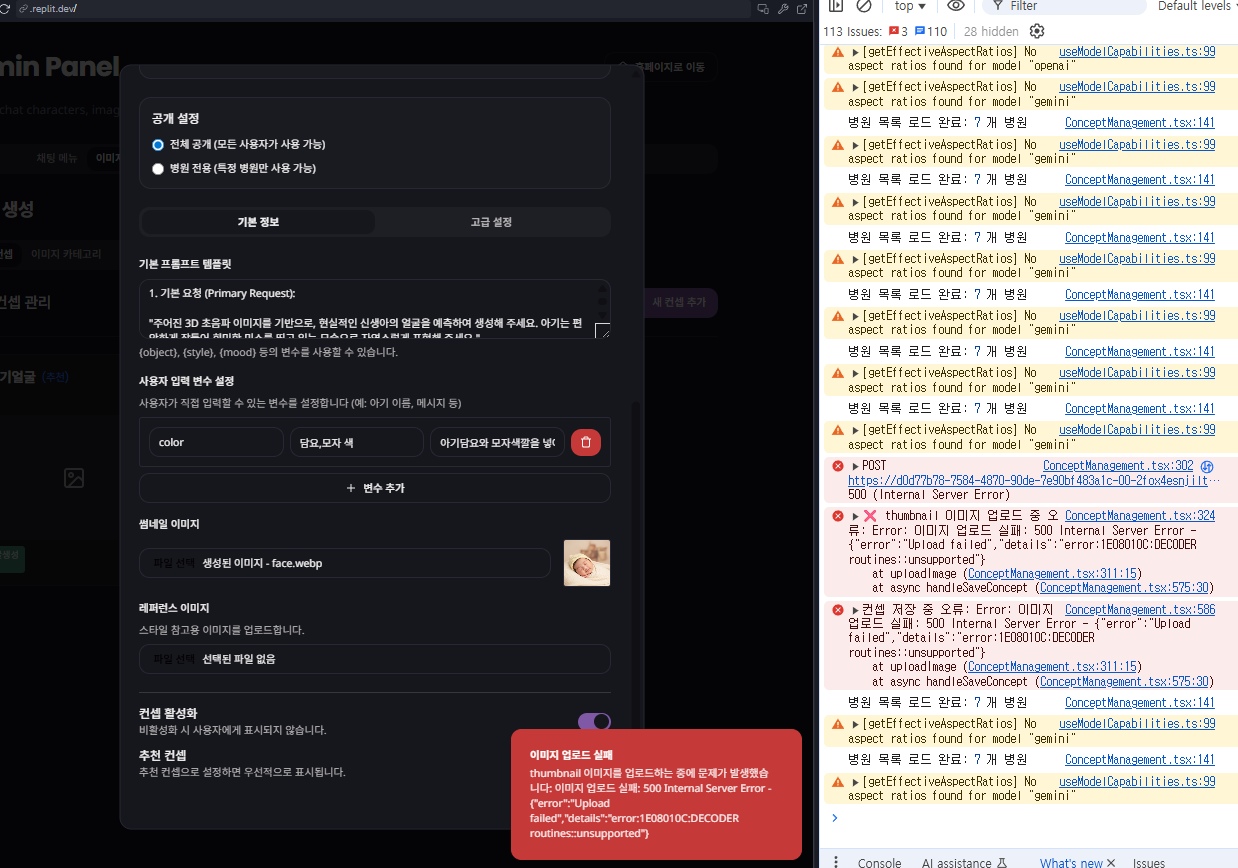 .replit.dev/
min Panel
홈페이지로 이동
chat characters, imag
채팅 메뉴
이미지
생성
컨셉
이미지 카테고리
컨셉 관리
새 컨셉 추가
기얼굴 (추천)
공개 설정
전체 공개 (모든 사용자가 사용 가능)
병원 전용 (특정 병원만 사용 가능)
기본 정보
고급 설정
기본 프롬프트 템플릿
1. 기본 요청 (Primary Request):
"주어진 3D 초음파 이미지를 기반으로, 현실적인 신생아의 얼굴을 예측하여 생성해 주세요. 아기는 편
{object}, {style}, {mood} 등의 변수를 사용할 수 있습니다.
사용자 입력 변수 설정
사용자가 직접 입력할 수 있는 변수를 설정합니다 (예: 아기 이름, 메시지 등)
color
담요,모자 색
아기담요와 모자색깔을 넣
+ 변수 추가
썸네일 이미지
파일 선택 생성된 이미지 - face.webp
레퍼런스 이미지
스타일 참고용 이미지를 업로드합니다.
파일 선택 선택된 파일 없음
컨셉 활성화
비활성화 시 사용자에게 표시되지 않습니다.
추천 컨셉
추천 컨셉으로 설정하면 우선적으로 표시됩니다.
이미지 업로드 실패
thumbnail 이미지를 업로드하는 중에 문제가 발생했습
니다: 이미지 업로드 실패: 500 Internal Server Error -
{"error":"Upload
failed","details":"error:1E08010C:DECODER
routines::unsupported"}
top
Filter
Default levels
113 Issues: 3 110 28 hidden
[getEffectiveAspectRatios] No useModelCapabilities.ts:99
aspect ratios found for model "openai"
[getEffectiveAspectRatios] No useModelCapabilities.ts:99
aspect ratios found for model "gemini"
병원 목록 로드 완료: 7 개 병원 ConceptManagement.tsx:141
[getEffectiveAspectRatios] No useModelCapabilities.ts:99
aspect ratios found for model "gemini"
병원 목록 로드 완료: 7 개 병원 ConceptManagement.tsx:141
[getEffectiveAspectRatios] No useModelCapabilities.ts:99
aspect ratios found for model "gemini"
병원 목록 로드 완료: 7 개 병원 ConceptManagement.tsx:141
[getEffectiveAspectRatios] No useModelCapabilities.ts:99
aspect ratios found for model "gemini"
병원 목록 로드 완료: 7 개 병원 ConceptManagement.tsx:141
[getEffectiveAspectRatios] No useModelCapabilities.ts:99
aspect ratios found for model "gemini"
병원 목록 로드 완료: 7 개 병원 ConceptManagement.tsx:141
[getEffectiveAspectRatios] No useModelCapabilities.ts:99
aspect ratios found for model "gemini"
병원 목록 로드 완료: 7 개 병원 ConceptManagement.tsx:141
[getEffectiveAspectRatios] No useModelCapabilities.ts:99
aspect ratios found for model "gemini"
POST ConceptManagement.tsx:302
https://d0d77b78-7584-4870-90de-7e90bf483a1c-00-2fox4esnjilt…
500 (Internal Server Error)
❌ thumbnail 이미지 업로드 중 오 ConceptManagement.tsx:324
류: Error: 이미지 업로드 실패: 500 Internal Server Error -
{"error":"Upload failed","details":"error:1E08010C:DECODER
routines::unsupported"}
at uploadImage (ConceptManagement.tsx:311:15)
at async handleSaveConcept (ConceptManagement.tsx:575:30)
컨셉 저장 중 오류: Error: 이미지 ConceptManagement.tsx:586
업로드 실패: 500 Internal Server Error - {"error":"Upload
failed","details":"error:1E08010C:DECODER
routines::unsupported"}
at uploadImage (ConceptManagement.tsx:311:15)
at async handleSaveConcept (ConceptManagement.tsx:575:30)
병원 목록 로드 완료: 7 개 병원 ConceptManagement.tsx:141
[getEffectiveAspectRatios] No useModelCapabilities.ts:99
aspect ratios found for model "gemini"
병원 목록 로드 완료: 7 개 병원 ConceptManagement.tsx:141
[getEffectiveAspectRatios] No useModelCapabilities.ts:99
aspect ratios found for model "gemini"
Console
AI assistance
What's new
Issues